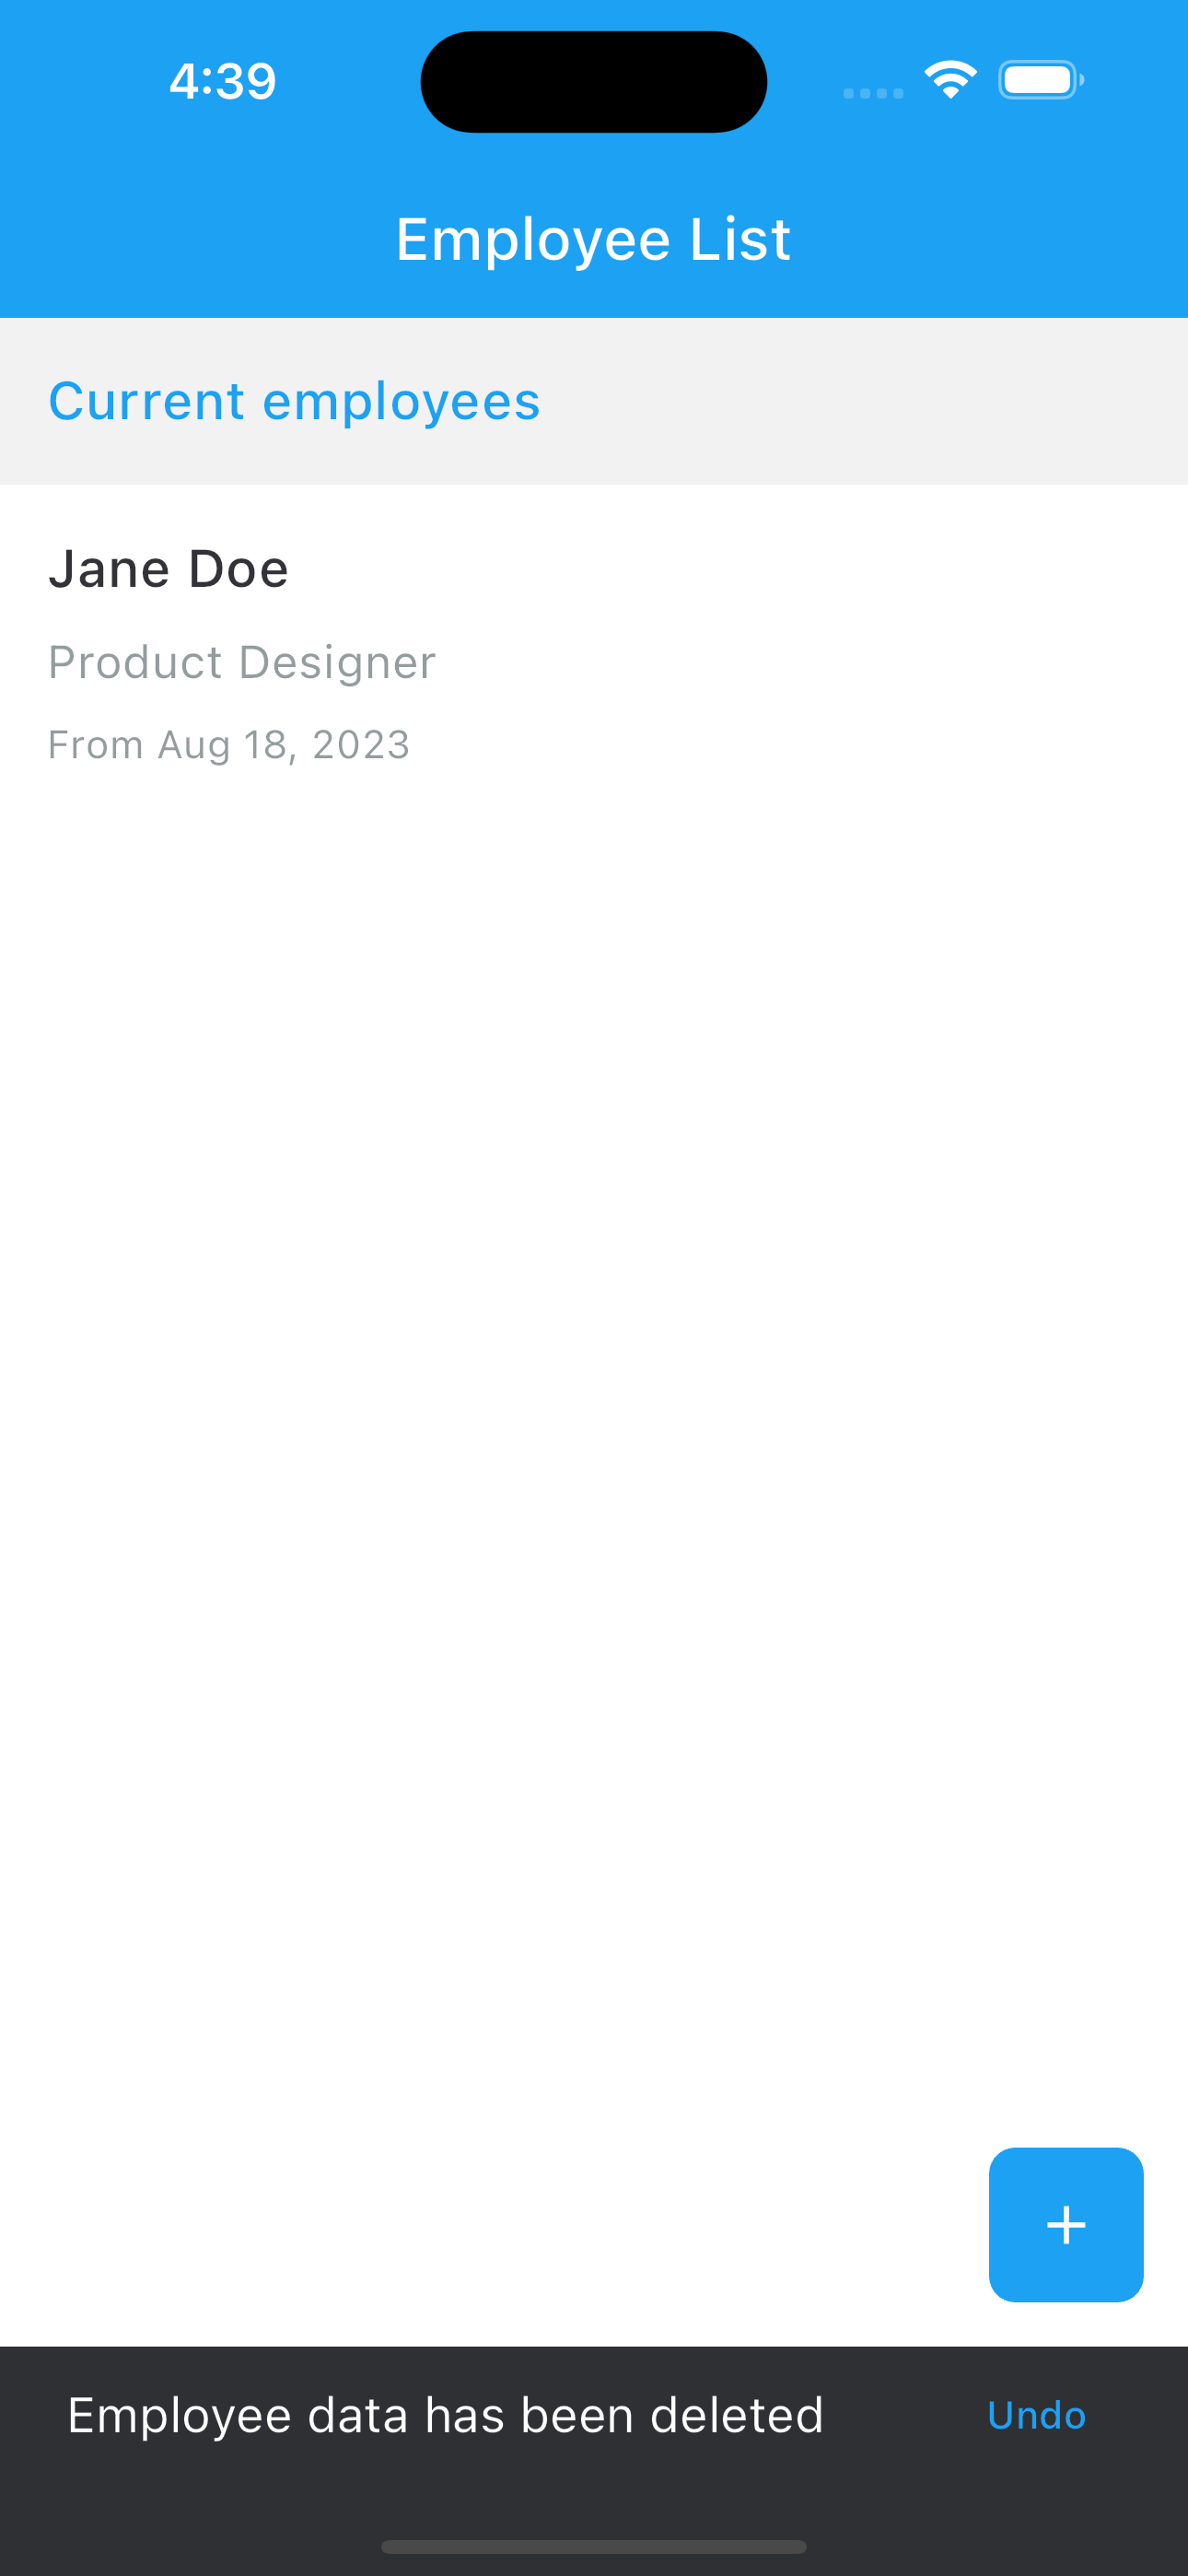 4:39
Employee List
Current employees
Jane Doe
Product Designer
From Aug 18, 2023
+
Employee data has been deleted
Undo